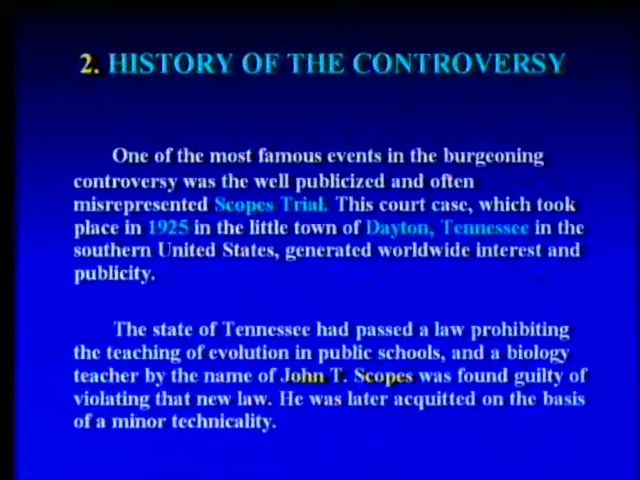 2. HISTORY OF THE CONTROVERSY
One of the most famous events in the burgeoning
controversy was the well publicized and often
misrepresented Scopes Trial. This court case, which took
place in 1925 in the little town of Dayton, Tennessee in the
southern United States, generated worldwide interest and
publicity.
The state of Tennessee had passed a law prohibiting
the teaching of evolution in public schools, and a biology
teacher by the name of John T. Scopes was found guilty of
violating that new law. He was later acquitted on the basis
of a minor technicality.